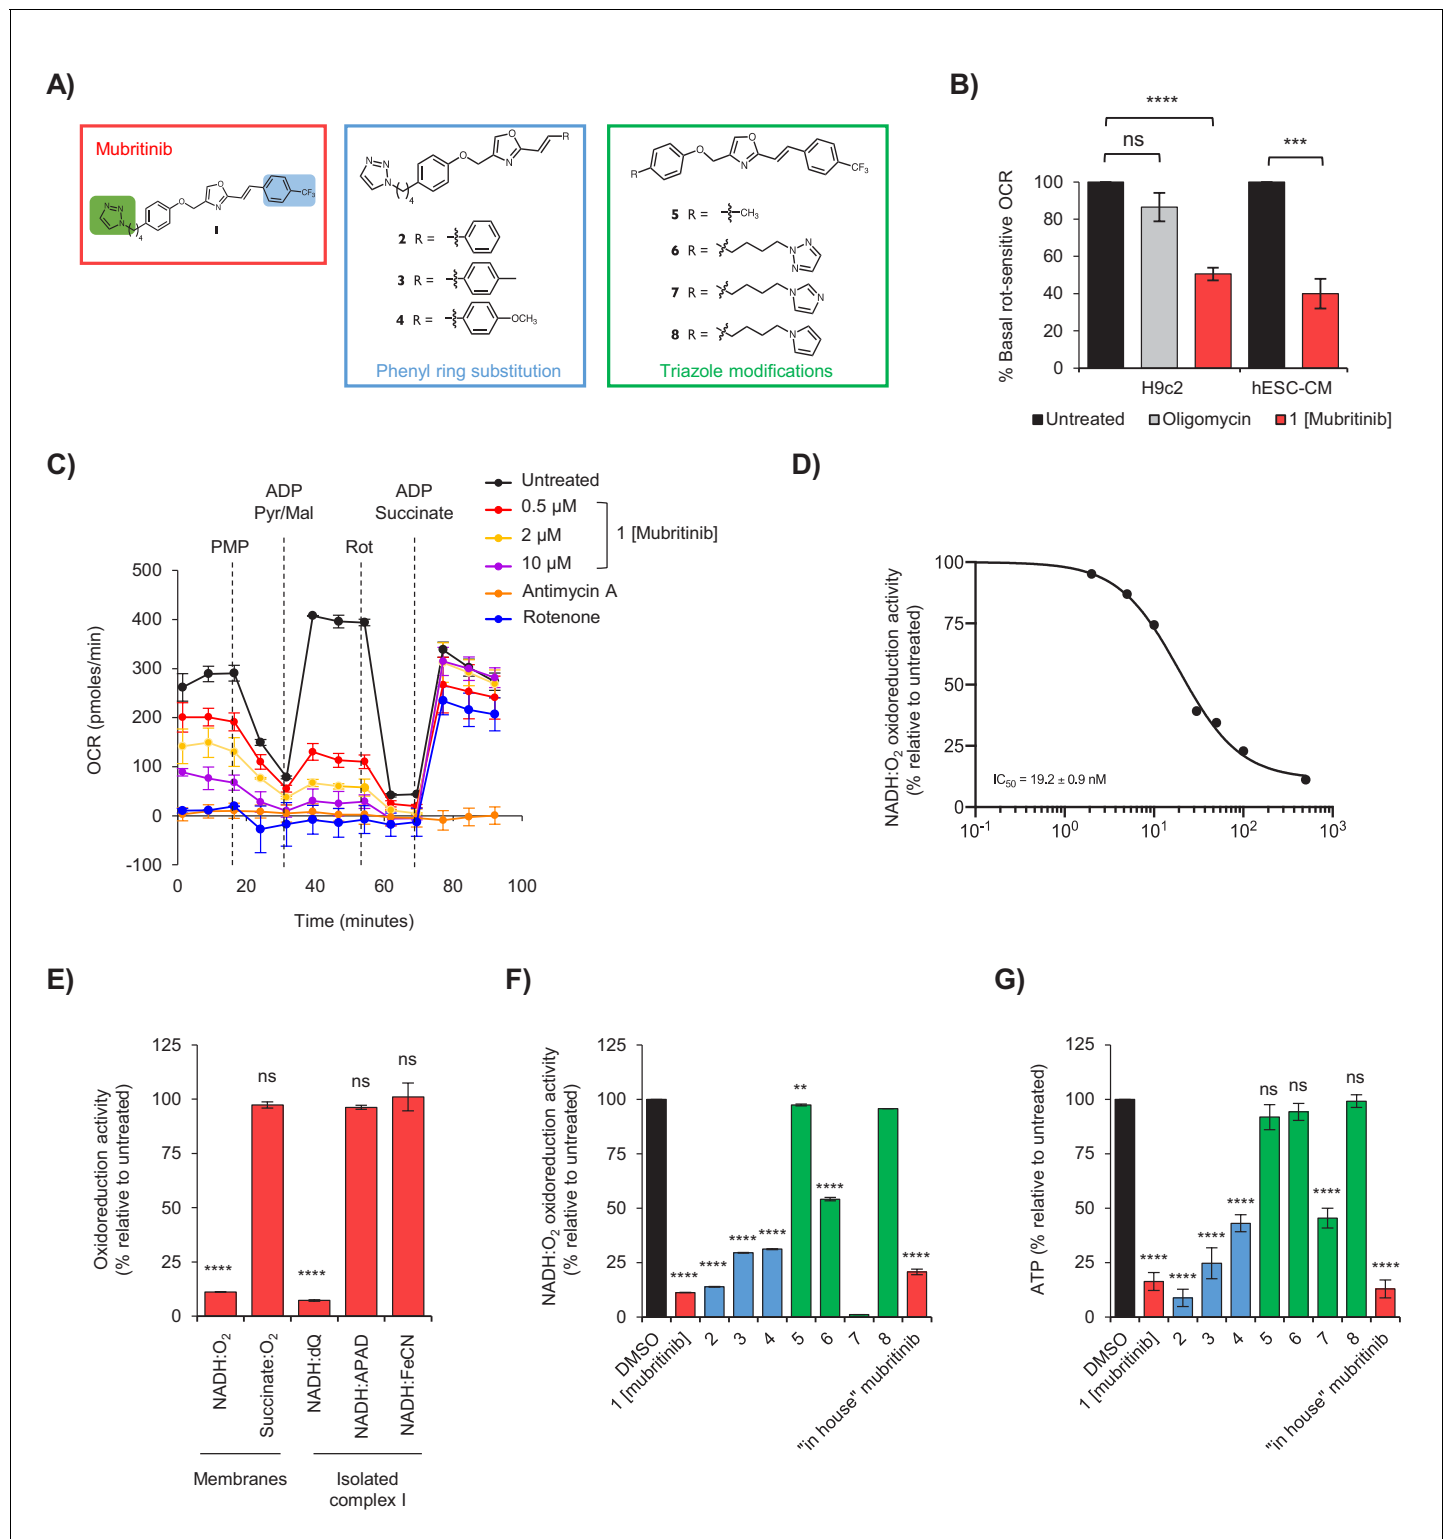 A)
Mubritinib
N
N
N
4
O
O
N
CF3
1
N
N
N
4
O
O
N
R
2 R =
3 R =
4 R =
OCH3
Phenyl ring substitution
R
O
O
N
CF3
5 R =
CH3
6 R =
N
N
N
7 R =
N
N
8 R =
N
Triazole modifications
B)
% Basal rot-sensitive OCR
100
80
60
40
20
0
ns
****
***
H9c2
hESC-CM
Untreated
Oligomycin
1 [Mubritinib]
C)
PMP
ADP
Pyr/Mal
Rot
ADP
Succinate
Untreated
0.5 µM
2 µM
10 µM
1 [Mubritinib]
Antimycin A
Rotenone
OCR (pmoles/min)
500
400
300
200
100
0
-100
0 20 40 60 80 100
Time (minutes)
D)
NADH:O2 oxidoreduction activity
(% relative to untreated)
100
75
50
25
0
IC50 = 19.2 ± 0.9 nM
10-1 100 101 102 103
E)
Oxidoreduction activity
(% relative to untreated)
125
100
75
50
25
0
****
ns
****
ns
ns
NADH:O2
Succinate:O2
NADH:dQ
NADH:APAD
NADH:FeCN
Membranes
Isolated
complex I
F)
NADH:O2 oxidoreduction activity
(% relative to untreated)
125
100
75
50
25
0
****
****
****
****
**
****
****
DMSO
1 [mubritinib]
2
3
4
5
6
7
8
"in house" mubritinib
G)
ATP (% relative to untreated)
125
100
75
50
25
0
****
****
****
****
ns
ns
****
ns
****
DMSO
1 [mubritinib]
2
3
4
5
6
7
8
"in house" mubritinib